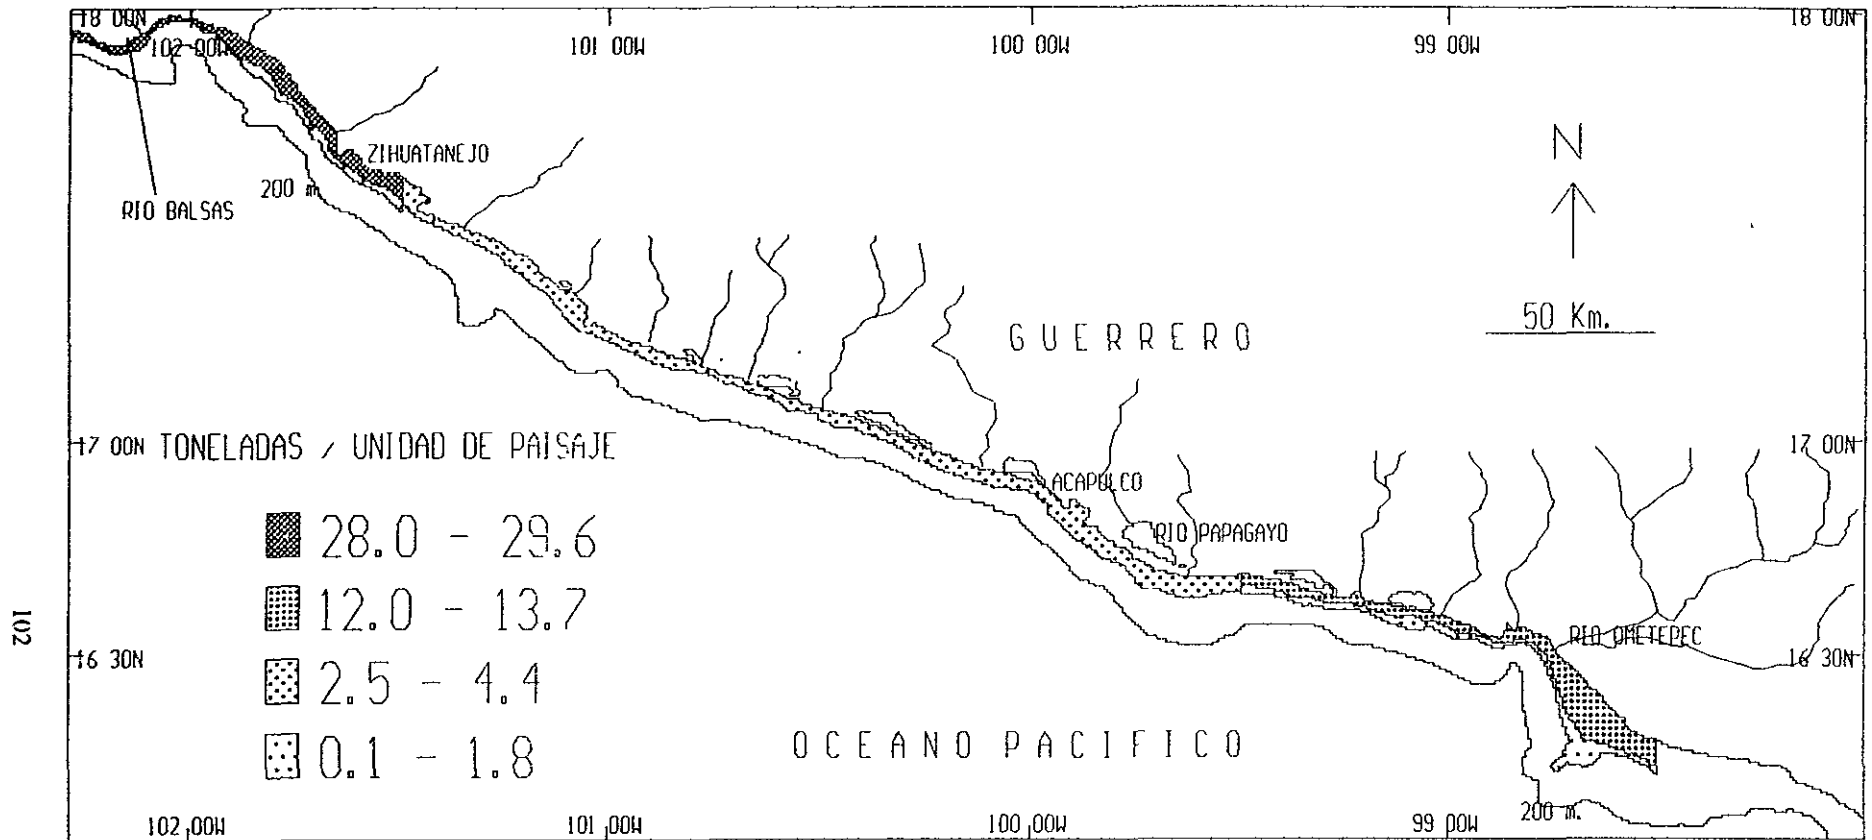 18 00N
18 00N
102 00W
101 00W
100 00W
99 00W
N
ZIHUATANEJO
200 m
RIO BALSAS
50 Km.
GUERRERO
17 00N
TONELADAS / UNIDAD DE PAISAJE
17 00N
ACAPULCO
28.0 - 29.6
RIO PAPAGAYO
12.0 - 13.7
102
RIO OMETEPEC
16 30N
16 30N
2.5 - 4.4
OCEANO PACIFICO
0.1 - 1.8
200 m.
102 00W
101 00W
100 00W
99 00W